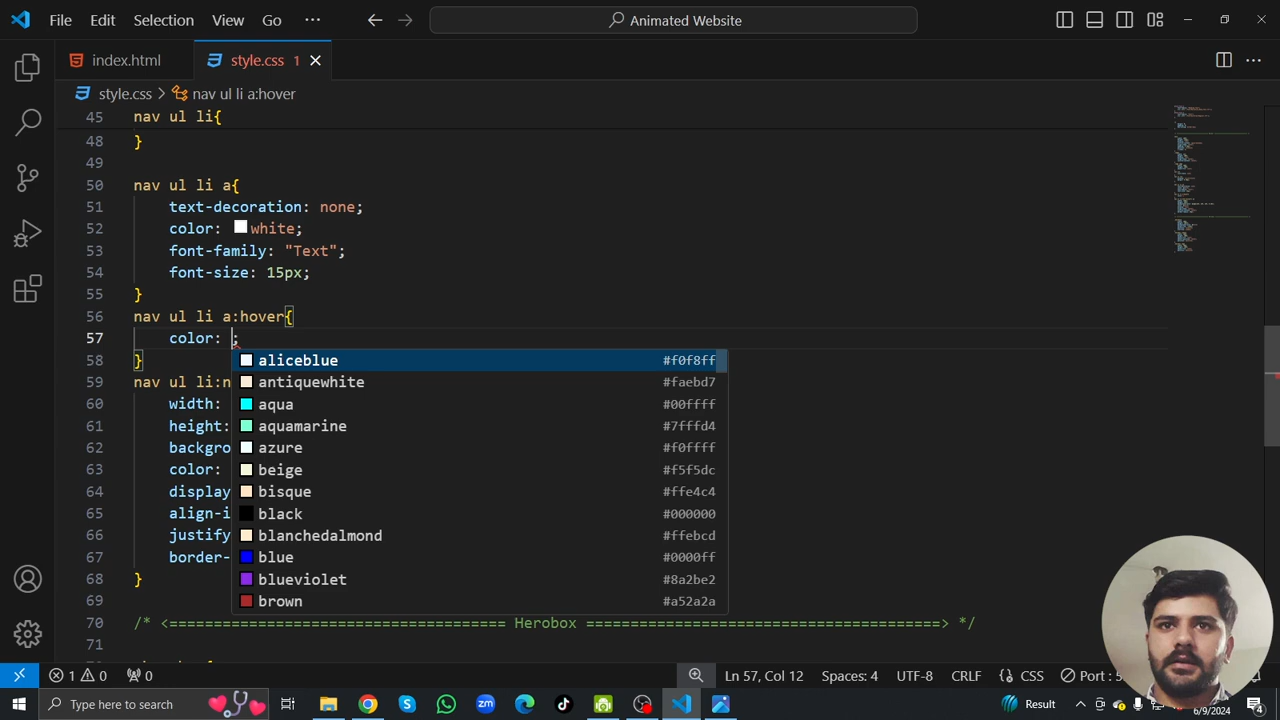 File Edit Selection View Go ··· Animated Website
index.html style.css 1
style.css > nav ul li a:hover
45 nav ul li{
48 }
49
50 nav ul li a{
51 text-decoration: none;
52 color: white;
53 font-family: "Text";
54 font-size: 15px;
55 }
56 nav ul li a:hover{
57 color: ;
58 }
aliceblue #f0f8ff
59 nav ul li:n
antiquewhite #faebd7
60 width:
aqua #00ffff
61 height:
aquamarine #7fffd4
62 backgro
azure #f0ffff
63 color:
beige #f5f5dc
64 display
bisque #ffe4c4
65 align-i
black #000000
66 justify
blanchedalmond #ffebcd
67 border-
blue #0000ff
68 }
blueviolet #8a2be2
69
brown #a52a2a
70 /* <===================================== Herobox =======================================> */
71
1 0 0 Ln 57, Col 12 Spaces: 4 UTF-8 CRLF {} CSS Port : 5
Type here to search Result 6/9/2024 4